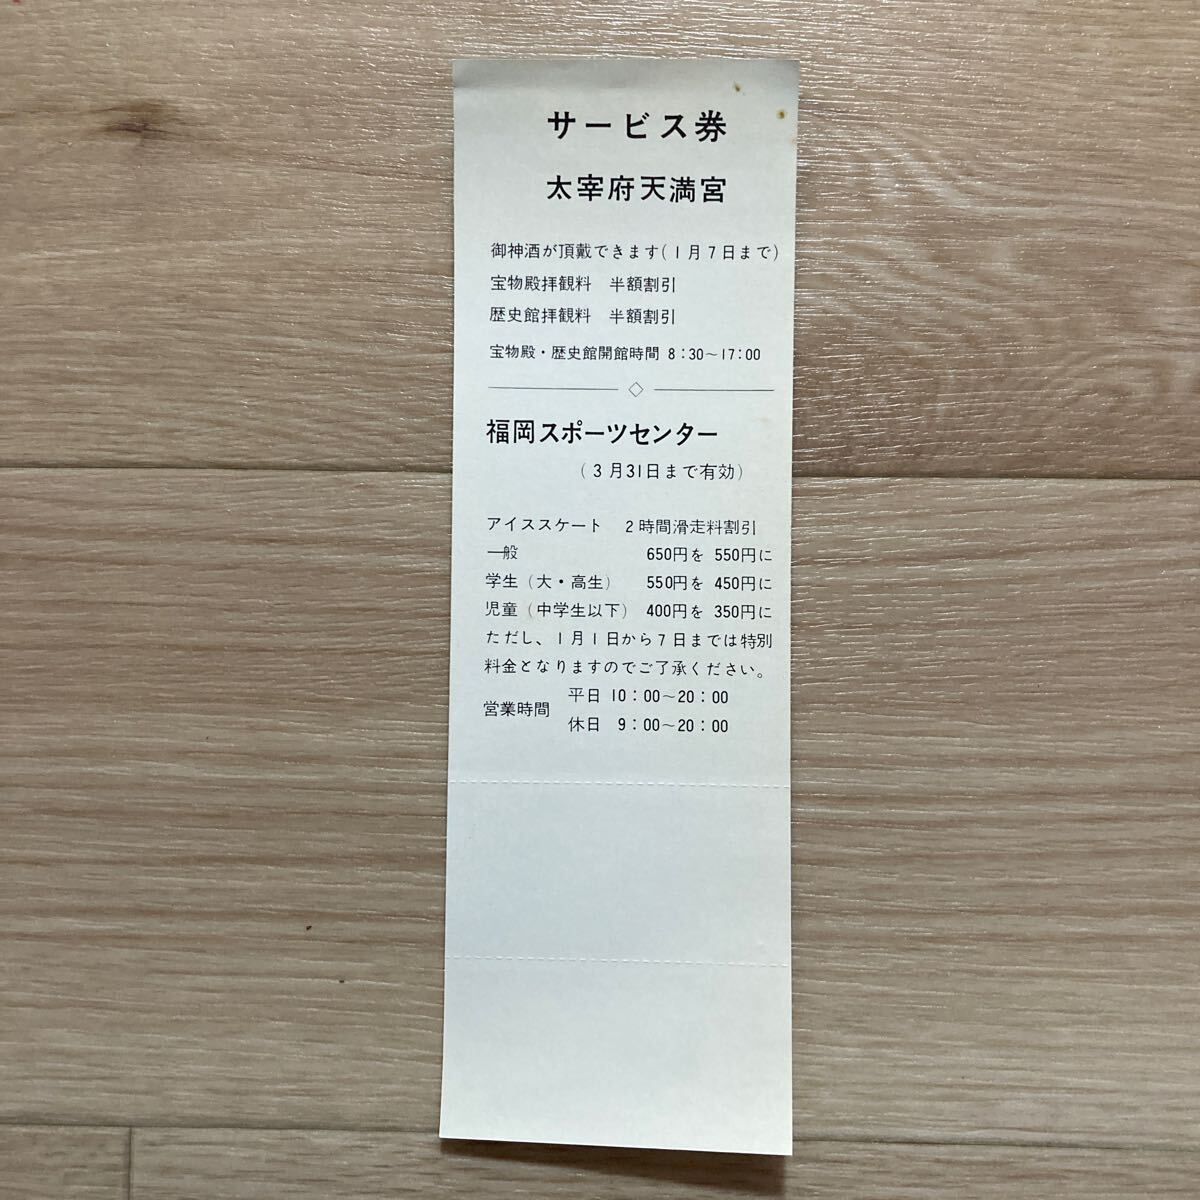 サービス券
太宰府天満宮
御神酒が頂戴できます(1月7日まで)
宝物殿拝観料　半額割引
歴史館拝観料　半額割引
宝物殿・歴史館開館時間 8:30〜17:00
福岡スポーツセンター
(3月31日まで有効)
アイススケート　2時間滑走料割引
一般　650円を 550円に
学生(大・高生)　550円を 450円に
児童(中学生以下)　400円を 350円に
ただし、1月1日から7日までは特別
料金となりますのでご了承ください。
営業時間　平日 10:00〜20:00
休日 9:00〜20:00